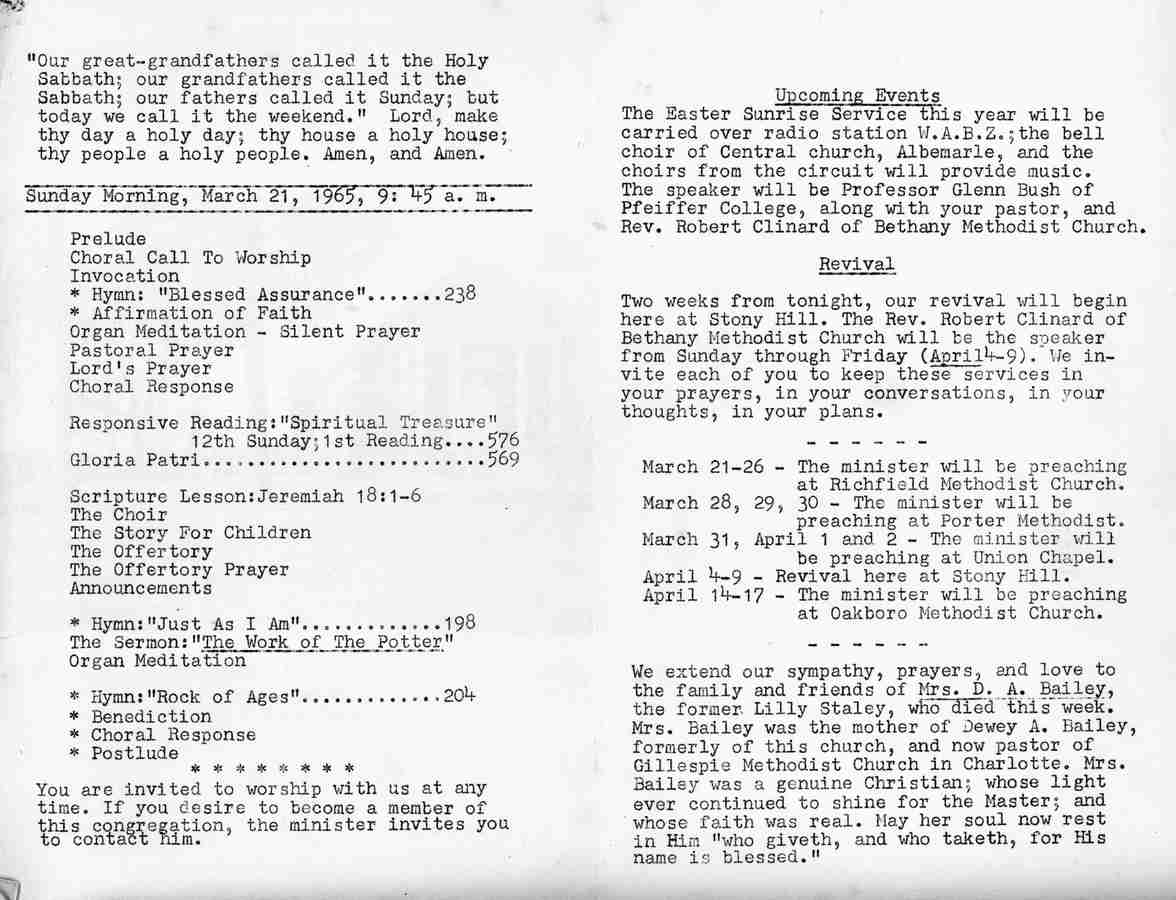 "Our great-grandfathers called it the Holy
Sabbath; our grandfathers called it the
Sabbath; our fathers called it Sunday; but
today we call it the weekend." Lord, make
thy day a holy day; thy house a holy house;
thy people a holy people. Amen, and Amen.
Sunday Morning, March 21, 1965, 9: 45 a. m.
Prelude
Choral Call To Worship
Invocation
* Hymn: "Blessed Assurance".......238
* Affirmation of Faith
Organ Meditation - Silent Prayer
Pastoral Prayer
Lord's Prayer
Choral Response
Responsive Reading:"Spiritual Treasure"
12th Sunday;1st Reading....576
Gloria Patri..........................569
Scripture Lesson:Jeremiah 18:1-6
The Choir
The Story For Children
The Offertory
The Offertory Prayer
Announcements
* Hymn:"Just As I Am".............198
The Sermon:"The Work of The Potter"
Organ Meditation
* Hymn:"Rock of Ages".............204
* Benediction
* Choral Response
* Postlude
* * * * * * * *
You are invited to worship with us at any
time. If you desire to become a member of
this congregation, the minister invites you
to contact him.
Upcoming Events
The Easter Sunrise Service this year will be
carried over radio station W.A.B.Z.;the bell
choir of Central church, Albemarle, and the
choirs from the circuit will provide music.
The speaker will be Professor Glenn Bush of
Pfeiffer College, along with your pastor, and
Rev. Robert Clinard of Bethany Methodist Church.
Revival
Two weeks from tonight, our revival will begin
here at Stony Hill. The Rev. Robert Clinard of
Bethany Methodist Church will be the speaker
from Sunday through Friday (April4-9). We in-
vite each of you to keep these services in
your prayers, in your conversations, in your
thoughts, in your plans.
- - - - - -
March 21-26 - The minister will be preaching
at Richfield Methodist Church.
March 28, 29, 30 - The minister will be
preaching at Porter Methodist.
March 31, April 1 and 2 - The minister will
be preaching at Union Chapel.
April 4-9 - Revival here at Stony Hill.
April 14-17 - The minister will be preaching
at Oakboro Methodist Church.
- - - - - -
We extend our sympathy, prayers, and love to
the family and friends of Mrs. D. A. Bailey,
the former Lilly Staley, who died this week.
Mrs. Bailey was the mother of Dewey A. Bailey,
formerly of this church, and now pastor of
Gillespie Methodist Church in Charlotte. Mrs.
Bailey was a genuine Christian; whose light
ever continued to shine for the Master; and
whose faith was real. May her soul now rest
in Him "who giveth, and who taketh, for His
name is blessed."